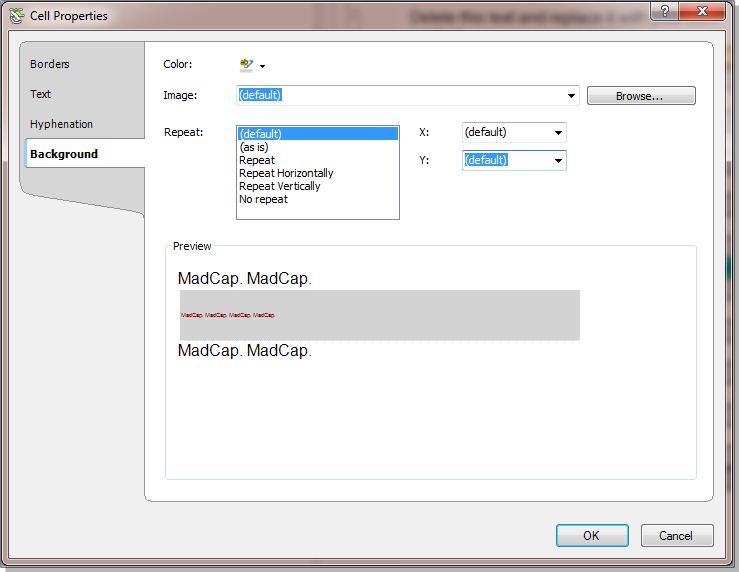 Delete this text and replace it with
Cell Properties
?
Borders
Text
Hyphenation
Background
Color:
Image: (default) Browse...
Repeat: (default)
(as is)
Repeat
Repeat Horizontally
Repeat Vertically
No repeat
X: (default)
Y: (default)
Preview
MadCap. MadCap.
MadCap. MadCap. MadCap. MadCap.
MadCap. MadCap.
OK Cancel